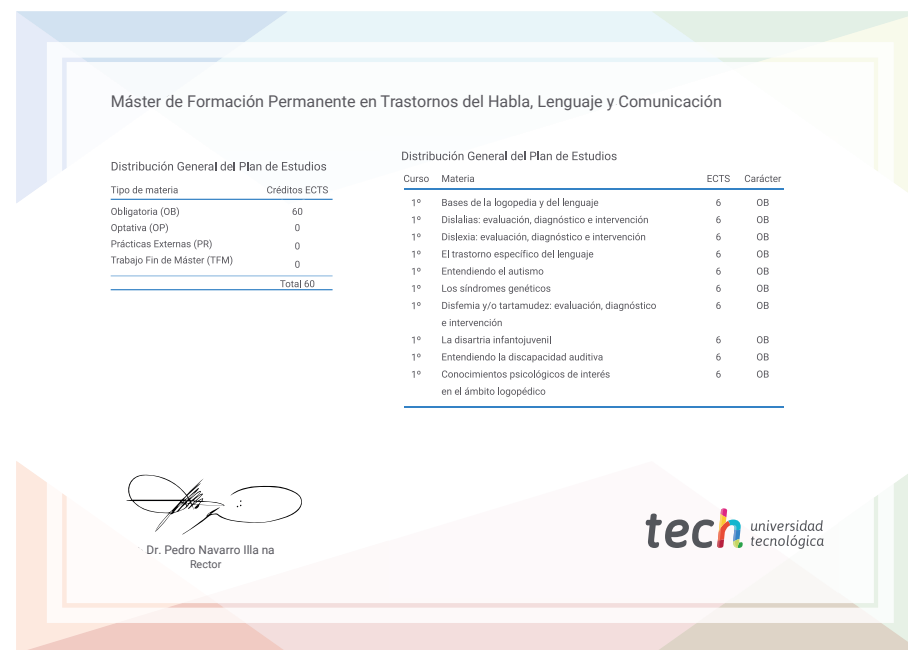 Máster de Formación Permanente en Trastornos del Habla, Lenguaje y Comunicación
Distribución General del Plan de Estudios
Tipo de materia Créditos ECTS
Obligatoria (OB) 60
Optativa (OP) 0
Prácticas Externas (PR) 0
Trabajo Fin de Máster (TFM) 0
Total 60
Distribución General del Plan de Estudios
Curso Materia ECTS Carácter
1º Bases de la logopedia y del lenguaje 6 OB
1º Dislalias: evaluación, diagnóstico e intervención 6 OB
1º Dislexia: evaluación, diagnóstico e intervención 6 OB
1º El trastorno específico del lenguaje 6 OB
1º Entendiendo el autismo 6 OB
1º Los síndromes genéticos 6 OB
1º Disfemia y/o tartamudez: evaluación, diagnóstico 6 OB
e intervención
1º La disartria infantojuvenil 6 OB
1º Entendiendo la discapacidad auditiva 6 OB
1º Conocimientos psicológicos de interés 6 OB
en el ámbito logopédico
Dr. Pedro Navarro Illa na
Rector
tech universidad
tecnológica